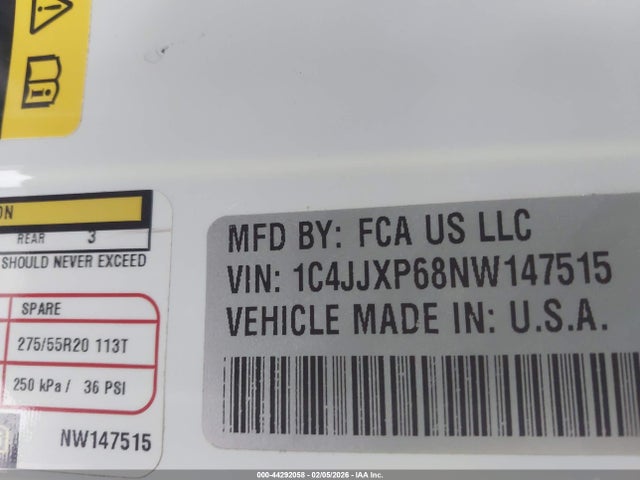 ON
REAR 3
SHOULD NEVER EXCEED
SPARE
275/55R20 113T
250 kPa / 36 PSI
NW147515
MFD BY: FCA US LLC
VIN: 1C4JJXP68NW147515
VEHICLE MADE IN: U.S.A.
000-44292058 - 02/05/2026 - IAA Inc.